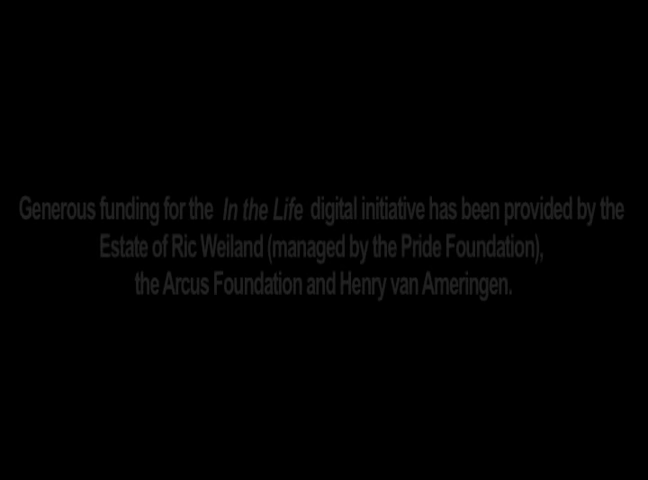 Generous funding for the In the Life digital initiative has been provided by the
Estate of Ric Weiland (managed by the Pride Foundation),
the Arcus Foundation and Henry van Ameringen.